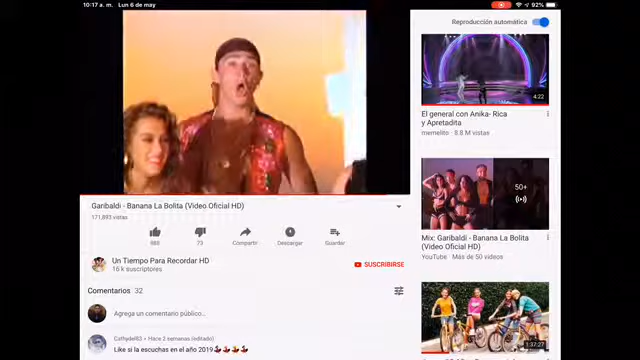 10:17 a. m. Lun 6 de may
92%
Reproducción automática
4:22
El general con Anika- Rica
y Apretadita
memelito · 8.8 M vistas
Garibaldi - Banana La Bolita (Video Oficial HD)
171,893 vistas
988
73
Compartir
Descargar
Guardar
50+
Mix: Garibaldi - Banana La Bolita
(Video Oficial HD)
YouTube · Más de 50 videos
Un Tiempo Para Recordar HD
16 k suscriptores
SUSCRIBIRSE
Comentarios 32
Agrega un comentario público...
Cathydel83 • Hace 2 semanas (editado)
Like si la escuchas en el año 2019
1:37:27